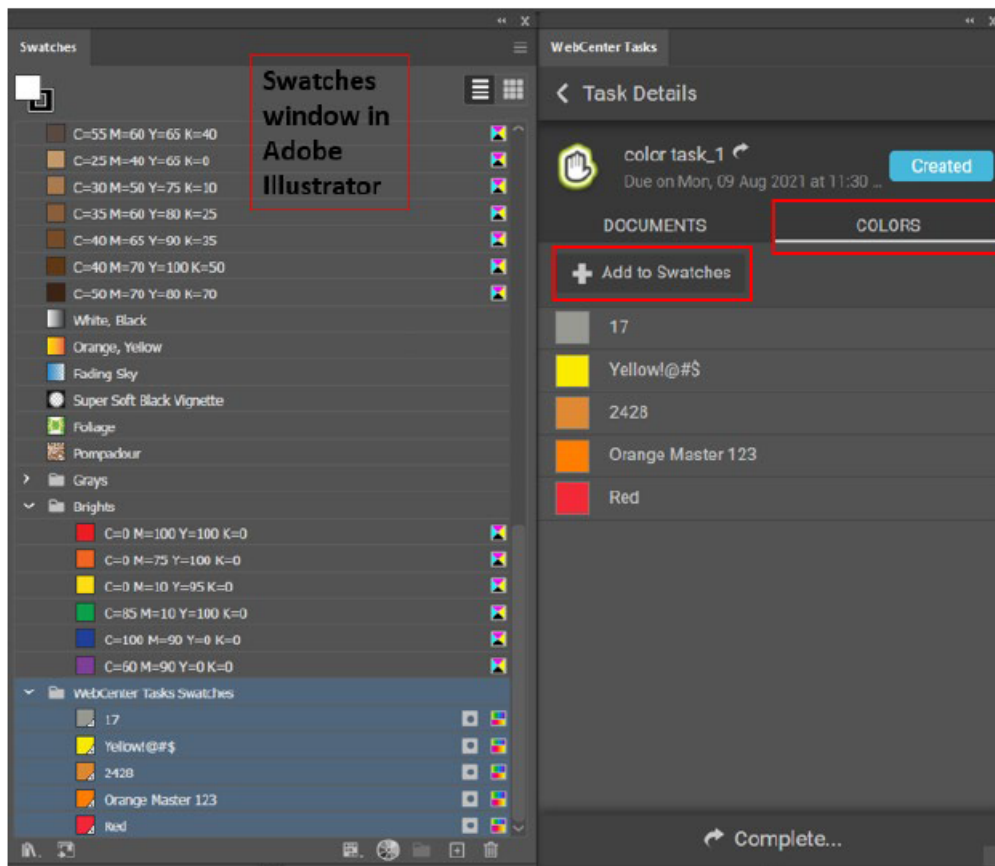 Swatches
Swatches
window in
Adobe
Illustrator
C=55 M=60 Y=65 K=40
C=25 M=40 Y=65 K=0
C=30 M=50 Y=75 K=10
C=35 M=60 Y=80 K=25
C=40 M=65 Y=90 K=35
C=40 M=70 Y=100 K=50
C=50 M=70 Y=80 K=70
White, Black
Orange, Yellow
Fading Sky
Super Soft Black Vignette
Foliage
Pompadour
Grays
Brights
C=0 M=100 Y=100 K=0
C=0 M=75 Y=100 K=0
C=0 M=10 Y=95 K=0
C=85 M=10 Y=100 K=0
C=100 M=90 Y=0 K=0
C=60 M=90 Y=0 K=0
WebCenter Tasks Swatches
17
Yellow!@#$
2428
Orange Master 123
Red
WebCenter Tasks
Task Details
color task_1
Due on Mon, 09 Aug 2021 at 11:30 ...
Created
DOCUMENTS
COLORS
Add to Swatches
17
Yellow!@#$
2428
Orange Master 123
Red
Complete...